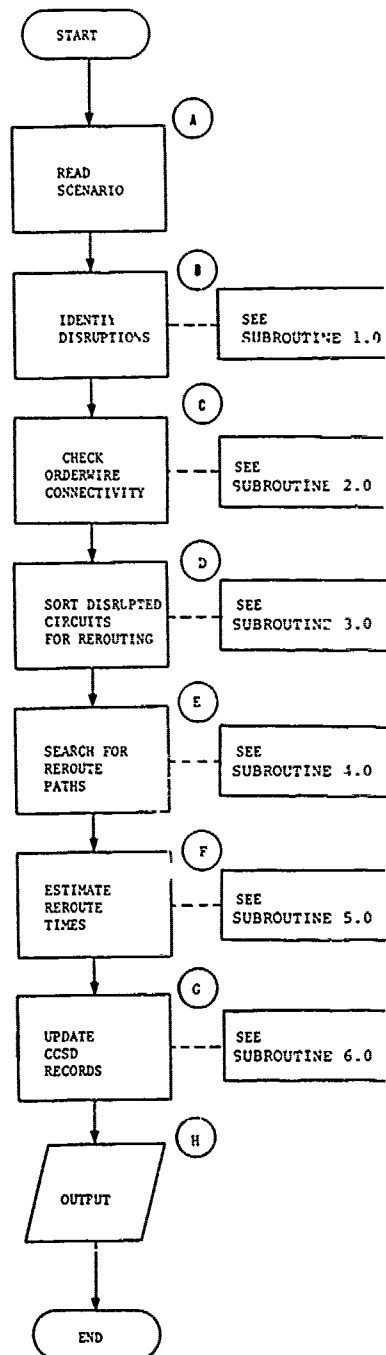 START
A
READ
SCENARIO
B
IDENTIY
DISRUPTIONS
SEE
SUBROUTINE 1.0
C
CHECK
ORDERWIRE
CONNECTIVITY
SEE
SUBROUTINE 2.0
D
SORT DISRUPTED
CIRCUITS
FOR REROUTING
SEE
SUBROUTINE 3.0
E
SEARCH FOR
REROUTE
PATHS
SEE
SUBROUTINE 4.0
F
ESTIMATE
REROUTE
TIMES
SEE
SUBROUTINE 5.0
G
UPDATE
CCSD
RECORDS
SEE
SUBROUTINE 6.0
H
OUTPUT
END